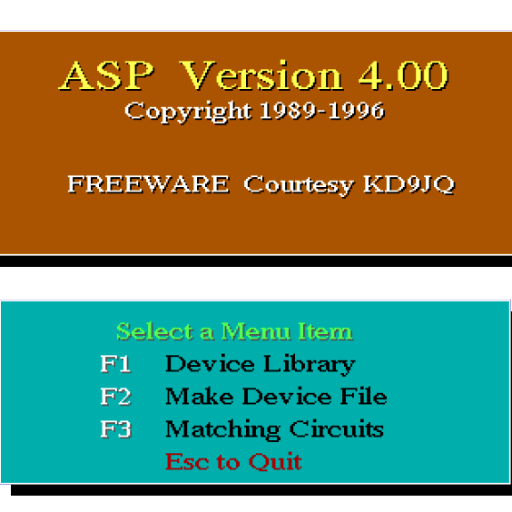 ASP Version 4.00
Copyright 1989-1996
FREEWARE Courtesy KD9JQ
Select a Menu Item
F1 Device Library
F2 Make Device File
F3 Matching Circuits
Esc to Quit